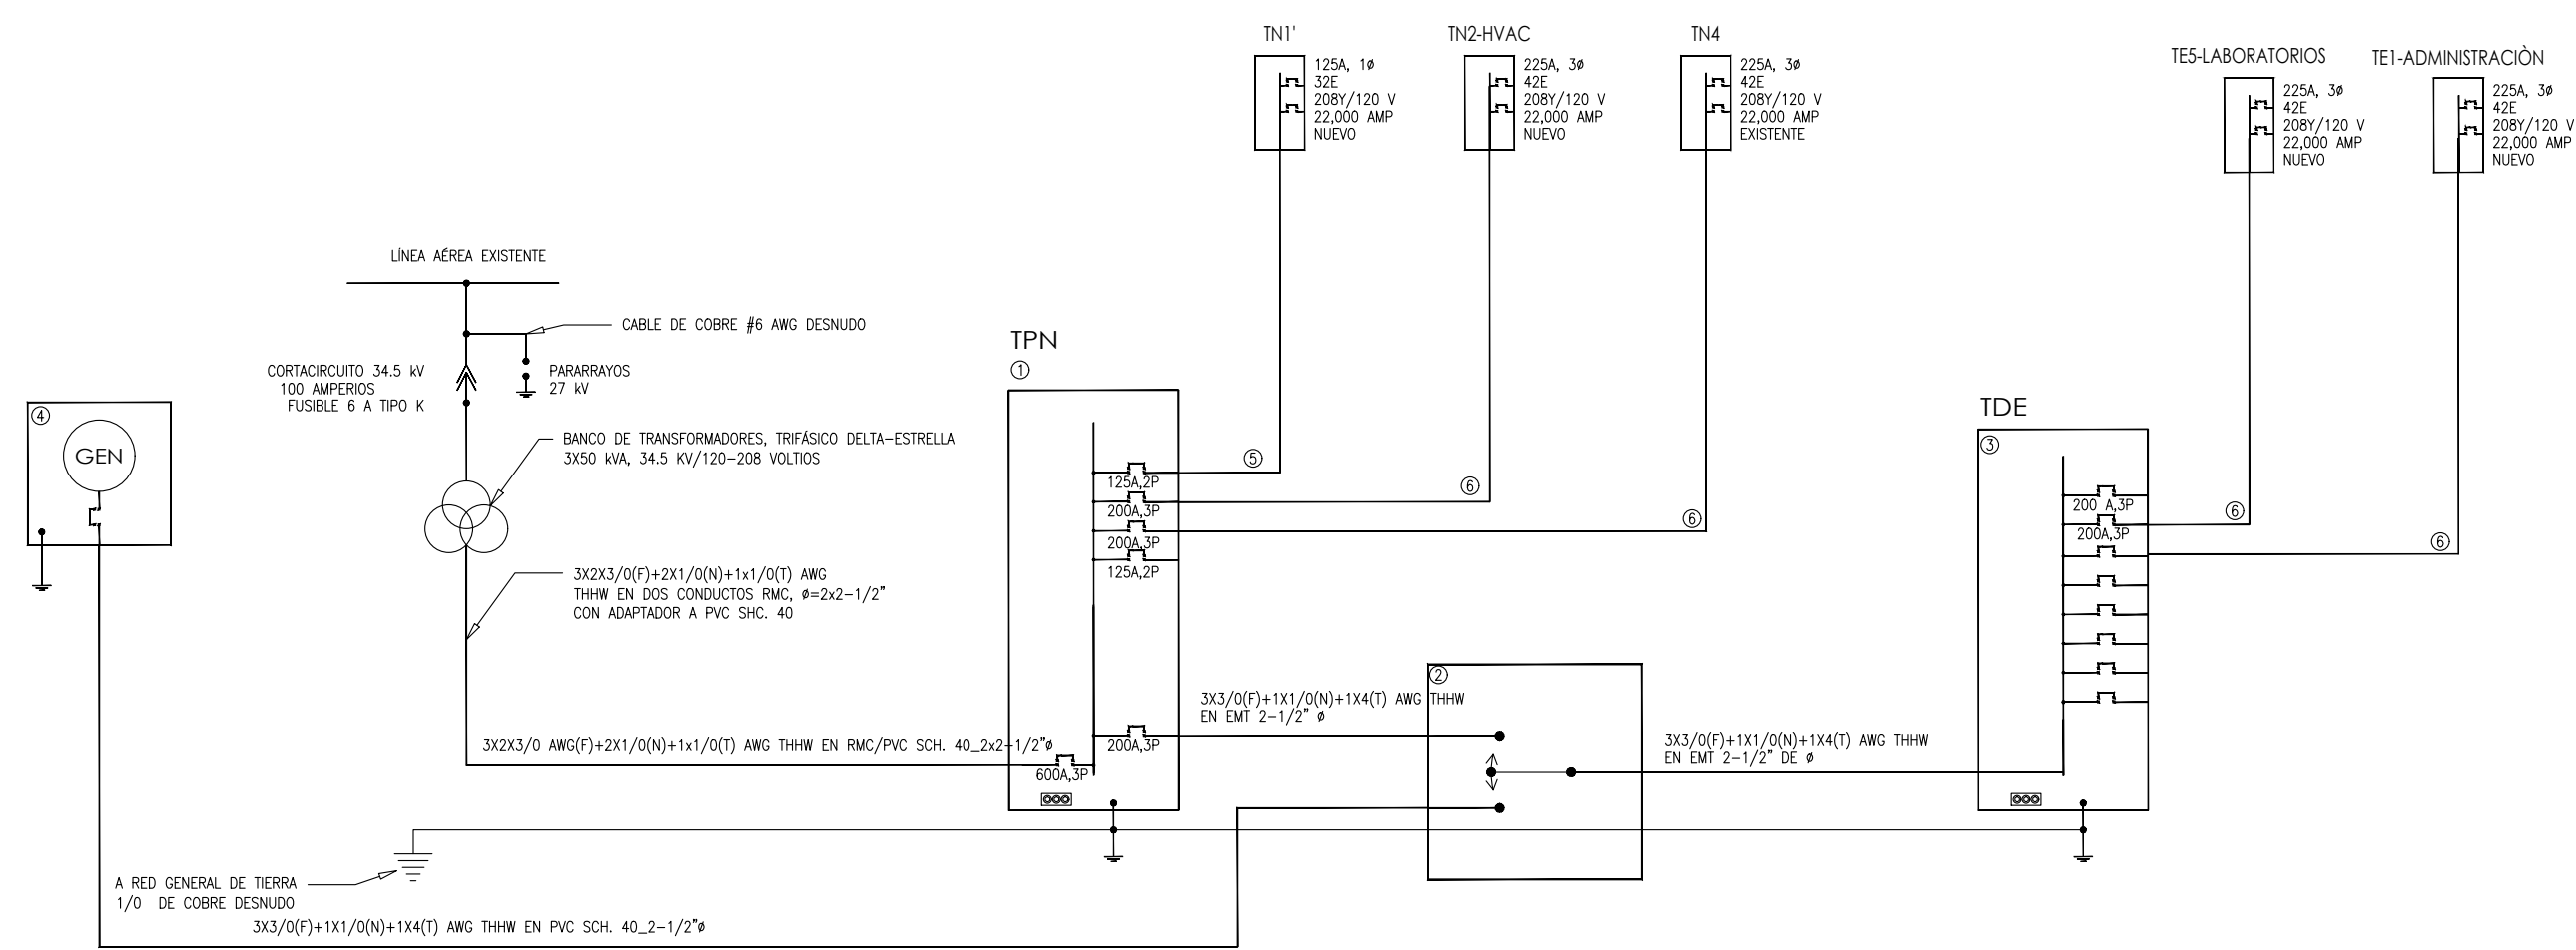 TN1'
125A, 1ø
32E
208Y/120 V
22,000 AMP
NUEVO
TN2-HVAC
225A, 3ø
42E
208Y/120 V
22,000 AMP
NUEVO
TN4
225A, 3ø
42E
208Y/120 V
22,000 AMP
EXISTENTE
TE5-LABORATORIOS
225A, 3ø
42E
208Y/120 V
22,000 AMP
NUEVO
TE1-ADMINISTRACIÒN
225A, 3ø
42E
208Y/120 V
22,000 AMP
NUEVO
LÍNEA AÉREA EXISTENTE
CABLE DE COBRE #6 AWG DESNUDO
CORTACIRCUITO 34.5 kV
100 AMPERIOS
FUSIBLE 6 A TIPO K
PARARRAYOS
27 kV
4
GEN
BANCO DE TRANSFORMADORES, TRIFÁSICO DELTA-ESTRELLA
3X50 kVA, 34.5 KV/120-208 VOLTIOS
3X2X3/0(F)+2X1/0(N)+1x1/0(T) AWG
THHW EN DOS CONDUCTOS RMC, ø=2x2-1/2"
CON ADAPTADOR A PVC SHC. 40
3X2X3/0 AWG(F)+2X1/0(N)+1x1/0(T) AWG THHW EN RMC/PVC SCH. 40_2x2-1/2"ø
TPN
1
125A,2P
200A,3P
200A,3P
125A,2P
200A,3P
600A,3P
5
6
6
3X3/0(F)+1X1/0(N)+1X4(T) AWG THHW
EN EMT 2-1/2" ø
2
3X3/0(F)+1X1/0(N)+1X4(T) AWG THHW
EN EMT 2-1/2" DE ø
TDE
3
200 A,3P
200A,3P
6
6
A RED GENERAL DE TIERRA
1/0 DE COBRE DESNUDO
3X3/0(F)+1X1/0(N)+1X4(T) AWG THHW EN PVC SCH. 40_2-1/2"ø